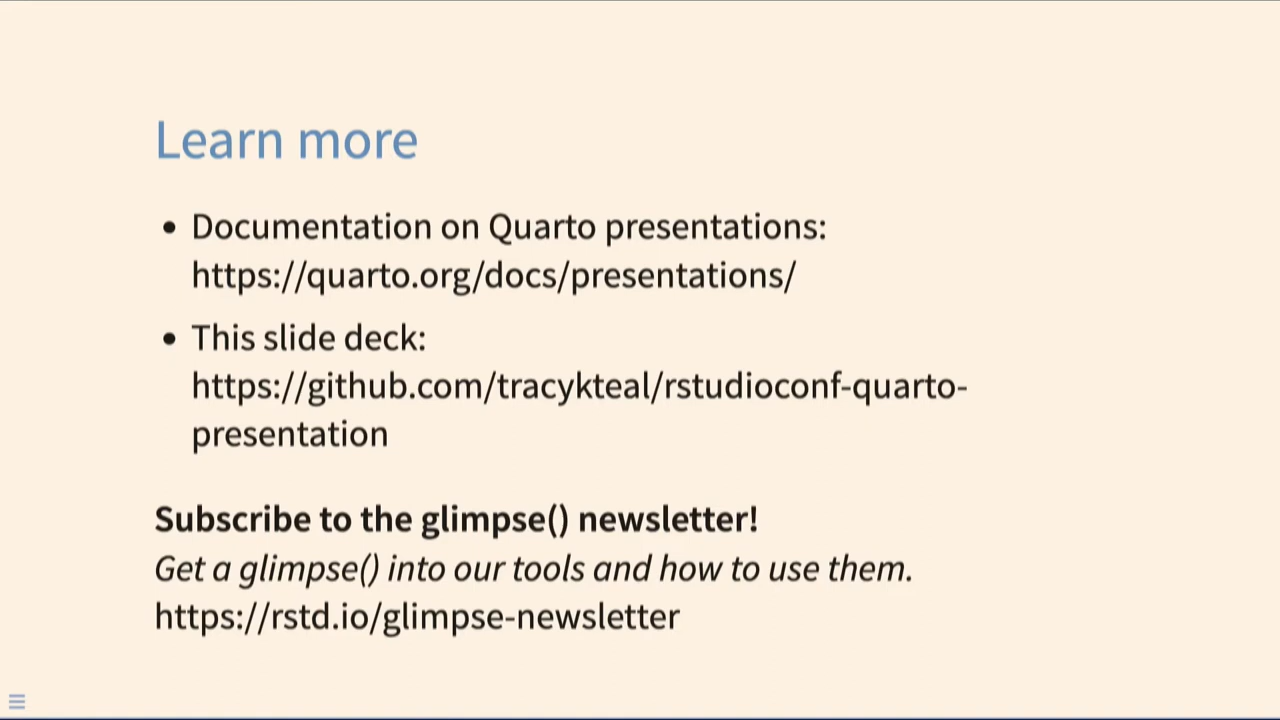 Learn more
• Documentation on Quarto presentations:
https://quarto.org/docs/presentations/
• This slide deck:
https://github.com/tracykteal/rstudioconf-quarto-
presentation
Subscribe to the glimpse() newsletter!
Get a glimpse() into our tools and how to use them.
https://rstd.io/glimpse-newsletter